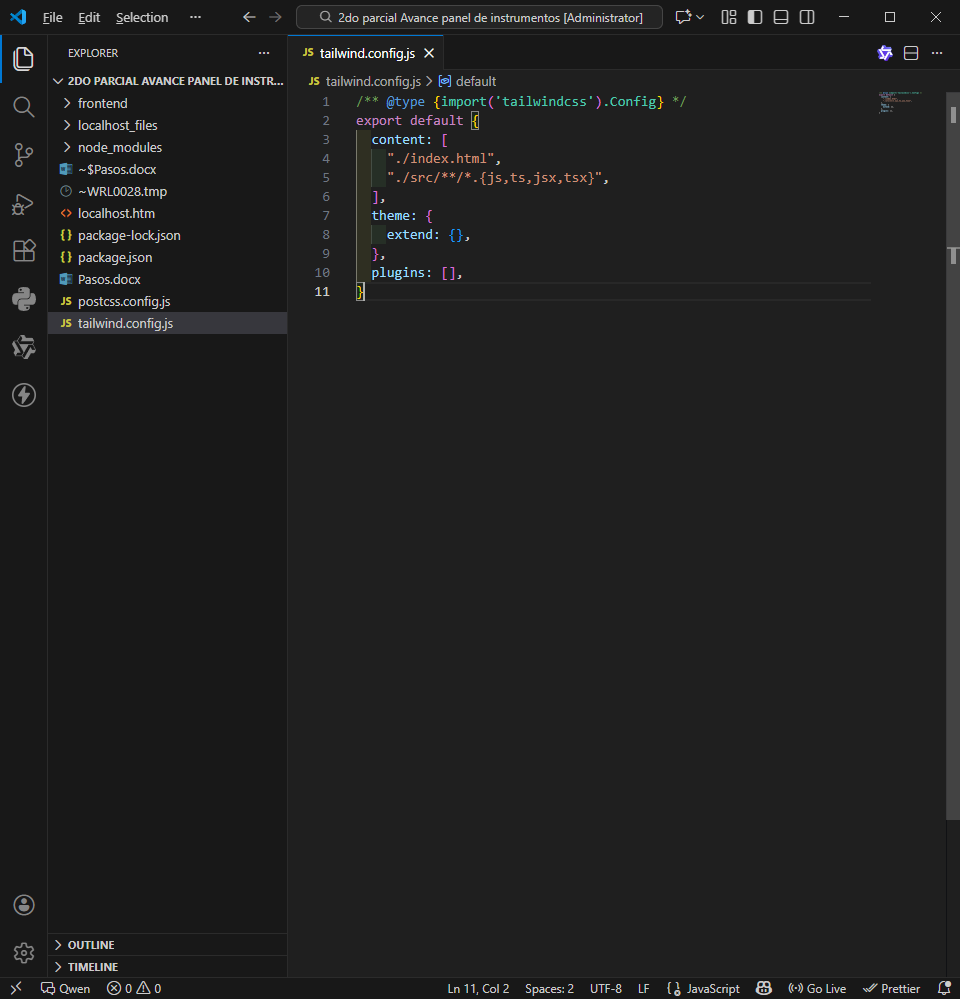 File Edit Selection ··· 2do parcial Avance panel de instrumentos [Administrator]
EXPLORER ···
2DO PARCIAL AVANCE PANEL DE INSTR...
frontend
localhost_files
node_modules
~$Pasos.docx
~WRL0028.tmp
localhost.htm
package-lock.json
package.json
Pasos.docx
postcss.config.js
tailwind.config.js
OUTLINE
TIMELINE
JS tailwind.config.js
JS tailwind.config.js > default
1 /** @type {import('tailwindcss').Config} */
2 export default {
3   content: [
4     "./index.html",
5     "./src/**/*.{js,ts,jsx,tsx}",
6   ],
7   theme: {
8     extend: {},
9   },
10   plugins: [],
11 }
Qwen 0 0 Ln 11, Col 2 Spaces: 2 UTF-8 LF {} JavaScript Go Live Prettier